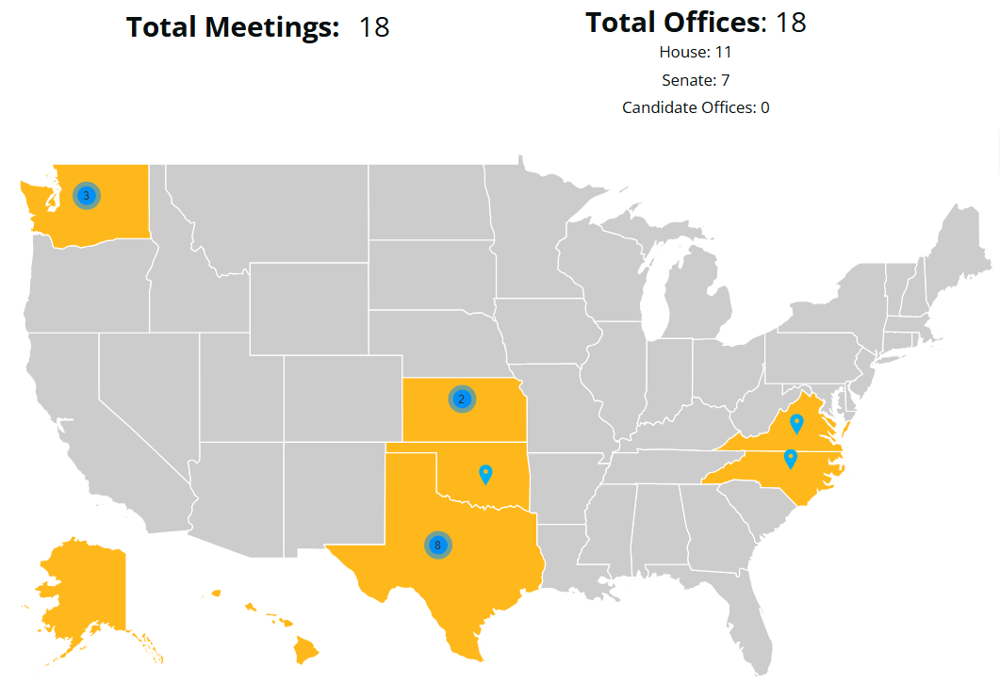 Total Meetings: 18
Total Offices: 18
House: 11
Senate: 7
Candidate Offices: 0
3
2
8